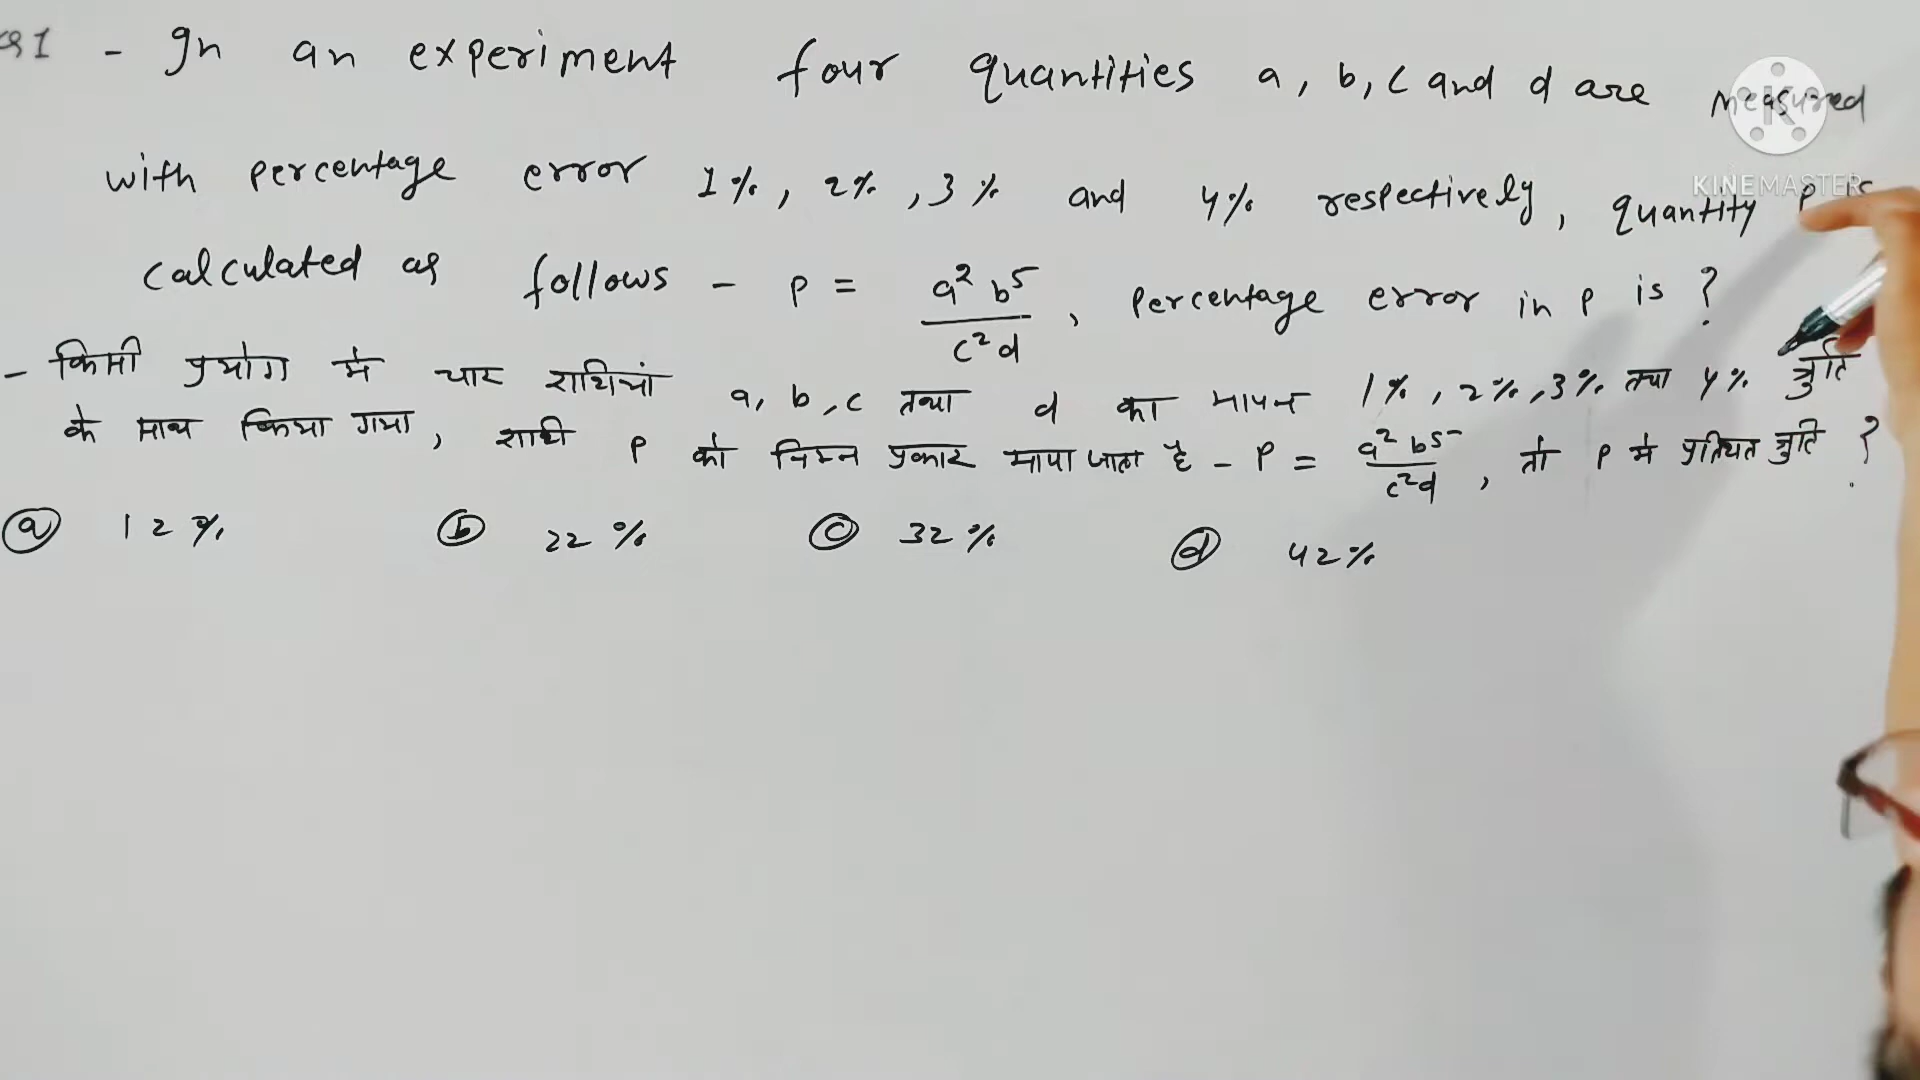 Q1 - In an experiment four quantities a, b, c and d are measured
with percentage error 1%, 2%, 3% and 4% respectively, quantity P is
calculated as follows - P = a²b⁵/c²d, percentage error in P is ?
- किसी प्रयोग मे चार राशियां a, b, c तथा d का मापन 1%, 2%, 3% तथा 4% त्रुटि
के साथ किया गया, राशी P को निम्न प्रकार मापा जाता है - P = a²b⁵/c²d, तो P मे प्रतिशत त्रुटि ?
(a) 12% (b) 22% (c) 32% (d) 42%
KINEMASTER